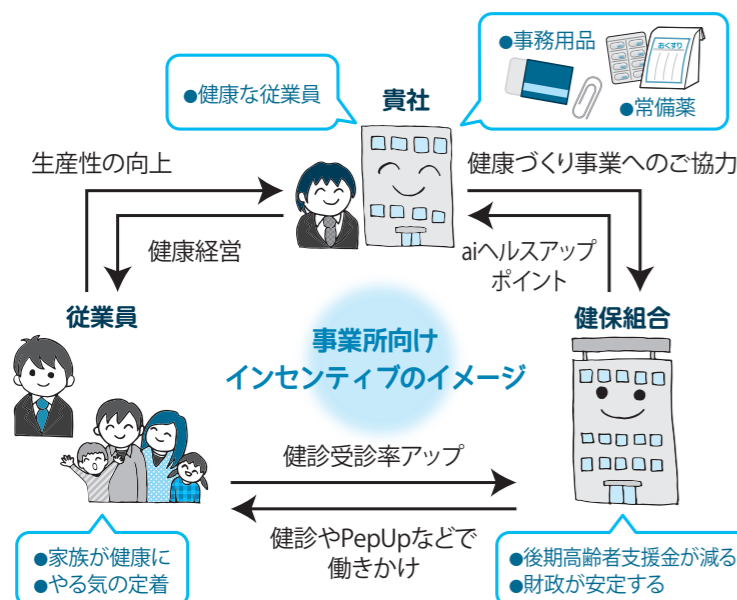 ●健康な従業員
貴社
●事務用品
おくすり
●常備薬
生産性の向上
健康経営
健康づくり事業へのご協力
aiヘルスアップ
ポイント
従業員
健保組合
事業所向け
インセンティブのイメージ
健診受診率アップ
健診やPepUpなどで
働きかけ
●家族が健康に
●やる気の定着
●後期高齢者支援金が減る
●財政が安定する